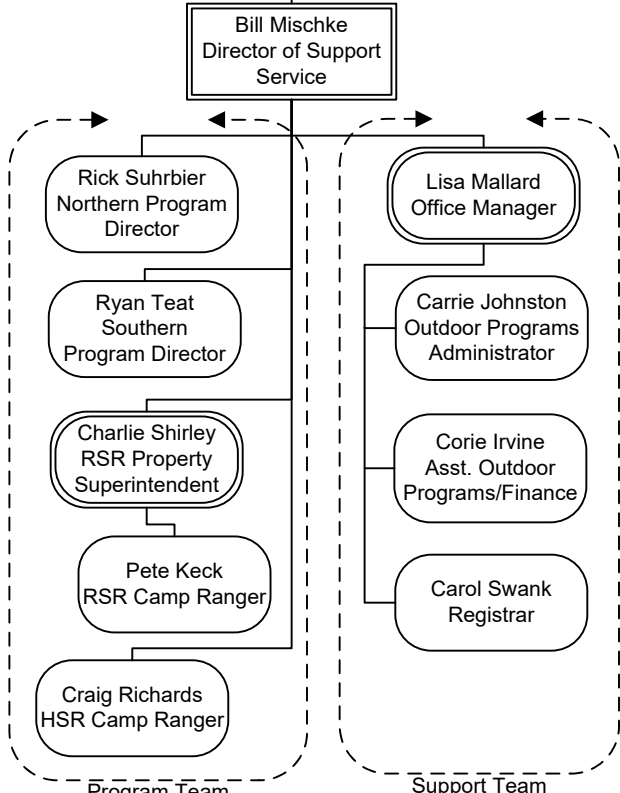 Bill Mischke
Director of Support
Service
Rick Suhrbier
Northern Program
Director
Ryan Teat
Southern
Program Director
Charlie Shirley
RSR Property
Superintendent
Pete Keck
RSR Camp Ranger
Craig Richards
HSR Camp Ranger
Program Team
Lisa Mallard
Office Manager
Carrie Johnston
Outdoor Programs
Administrator
Corie Irvine
Asst. Outdoor
Programs/Finance
Carol Swank
Registrar
Support Team